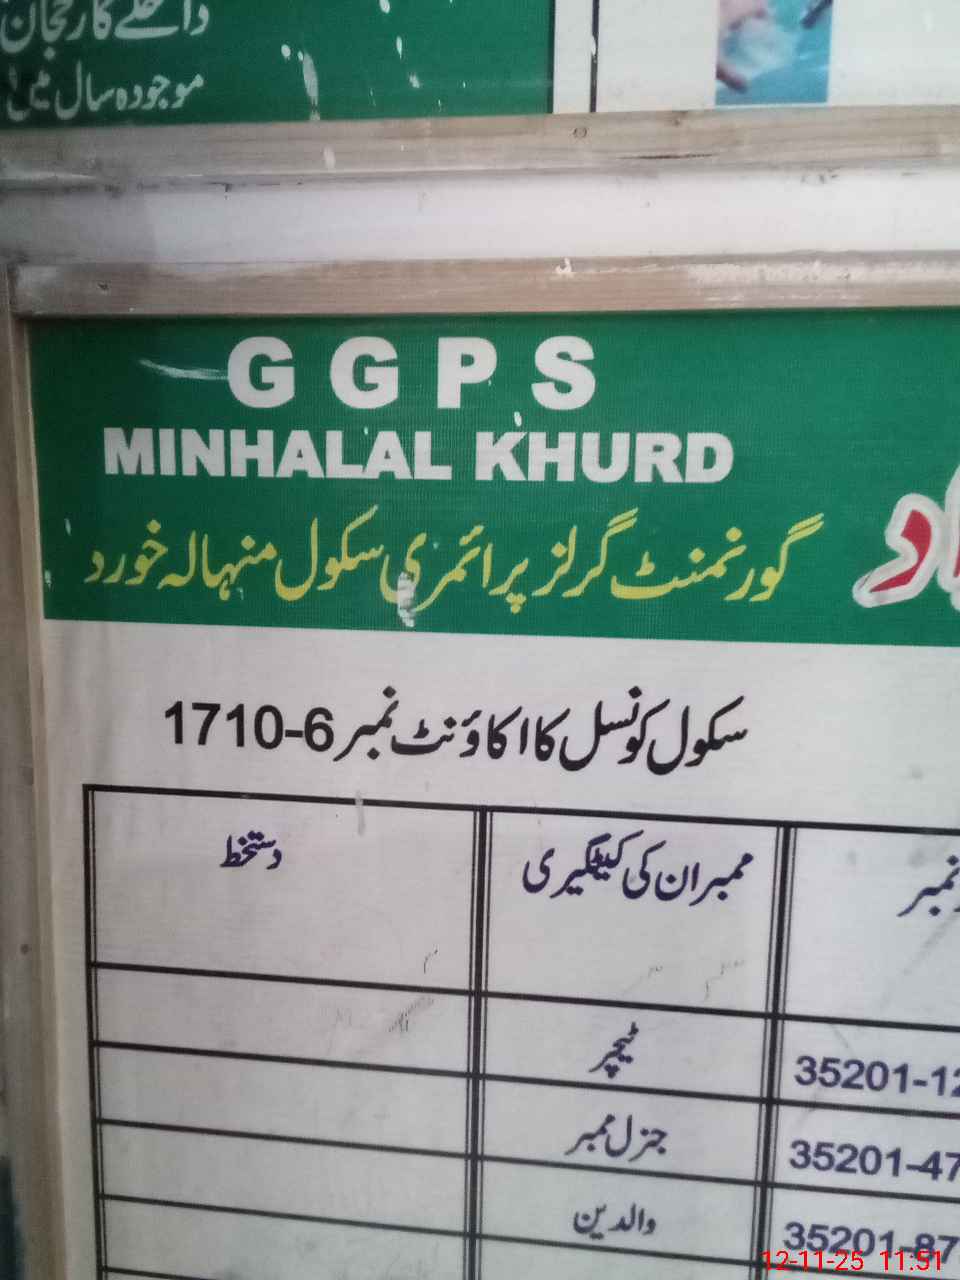 داخلے کا رجحان
موجودہ سال میں
G G P S
MINHALAL KHURD
گورنمنٹ گرلز پرائمری سکول منہالہ خورد
سکول کونسل کا اکاؤنٹ نمبر 6-1710
نمبر ممبران کی کیٹگیری دستخط
35201-12 ٹیچر
35201-47 جنرل ممبر
35201-87 والدین
12-11-25 11:51